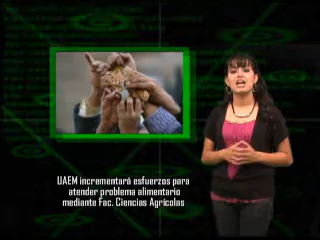 UAEM incrementará esfuerzos para
atender problema alimentario
mediante Fac. Ciencias Agrícolas